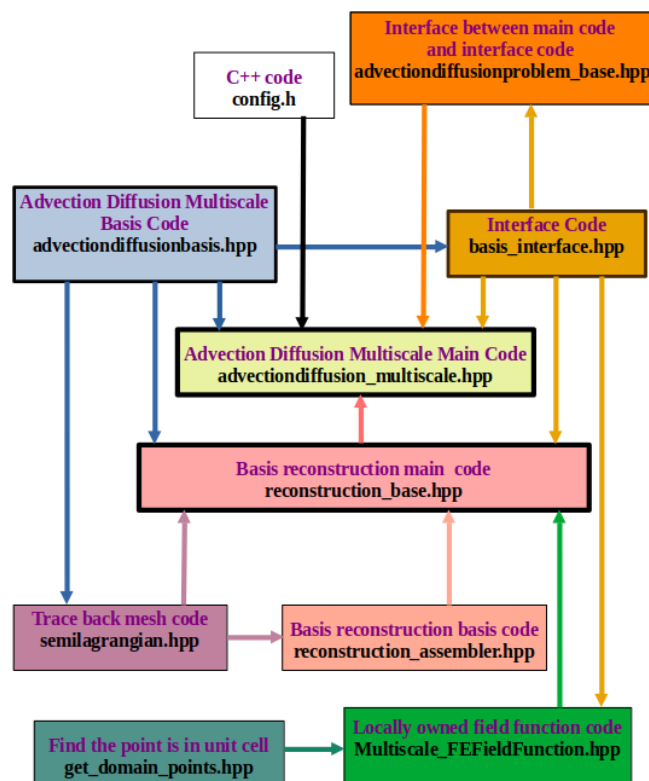 Interface between main code
and interface code
advectiondiffusionproblem_base.hpp
C++ code
config.h
Advection Diffusion Multiscale
Basis Code
advectiondiffusionbasis.hpp
Interface Code
basis_interface.hpp
Advection Diffusion Multiscale Main Code
advectiondiffusion_multiscale.hpp
Basis reconstruction main code
reconstruction_base.hpp
Trace back mesh code
semilagrangian.hpp
Basis reconstruction basis code
reconstruction_assembler.hpp
Find the point is in unit cell
get_domain_points.hpp
Locally owned field function code
Multiscale_FEFieldFunction.hpp